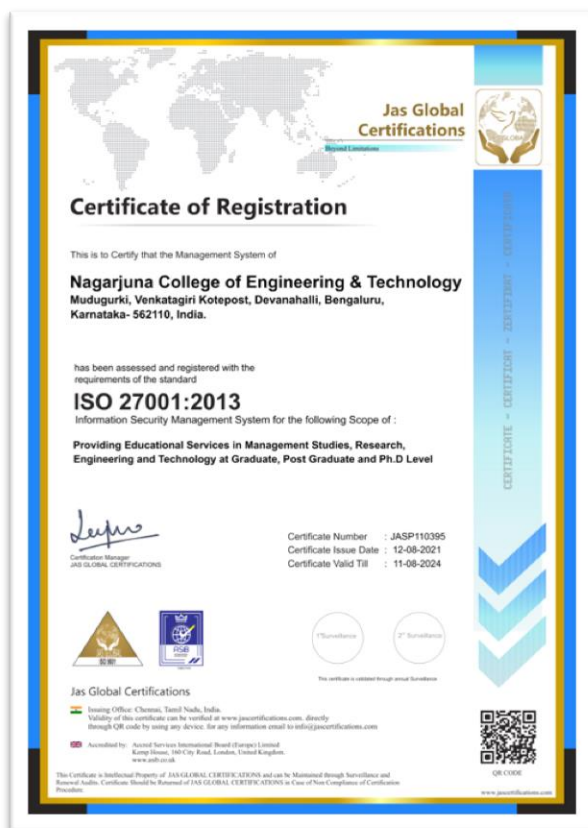 Jas Global
Certifications
Beyond Limitations
JAS GLOBAL
Certificate of Registration
This is to Certify that the Management System of
Nagarjuna College of Engineering & Technology
Mudugurki, Venkatagiri Kotepost, Devanahalli, Bengaluru,
Karnataka- 562110, India.
has been assessed and registered with the
requirements of the standard
ISO 27001:2013
Information Security Management System for the following Scope of :
Providing Educational Services in Management Studies, Research,
Engineering and Technology at Graduate, Post Graduate and Ph.D Level
CERTIFICATE - CERTIFICAT - ZERTIFIKAT - CERTIFICATED
Certification Manager
JAS GLOBAL CERTIFICATIONS
Certificate Number : JASP110395
Certificate Issue Date : 12-08-2021
Certificate Valid Till : 11-08-2024
ASIB
1st Surveillance
2nd Surveillance
This certificate is validated through annual Surveillance
Jas Global Certifications
Issuing Office: Chennai, Tamil Nadu, India.
Validity of this certificate can be verified at www.jascertifications.com. directly
through QR code by using any device. for any information email to info@jascertifications.com
Accredited by: Accred Services International Board (Europe) Limited
Kemp House, 160 City Road, London, United Kingdom.
www.asib.co.uk
QR CODE
www.jascertifications.com
This Certificate is Intellectual Property of JAS GLOBAL CERTIFICATIONS and can be Maintained through Surveillance and
Renewal Audits. Certificate Should be Returned of JAS GLOBAL CERTIFICATIONS in Case of Non Compliance of Certification
Procedure.